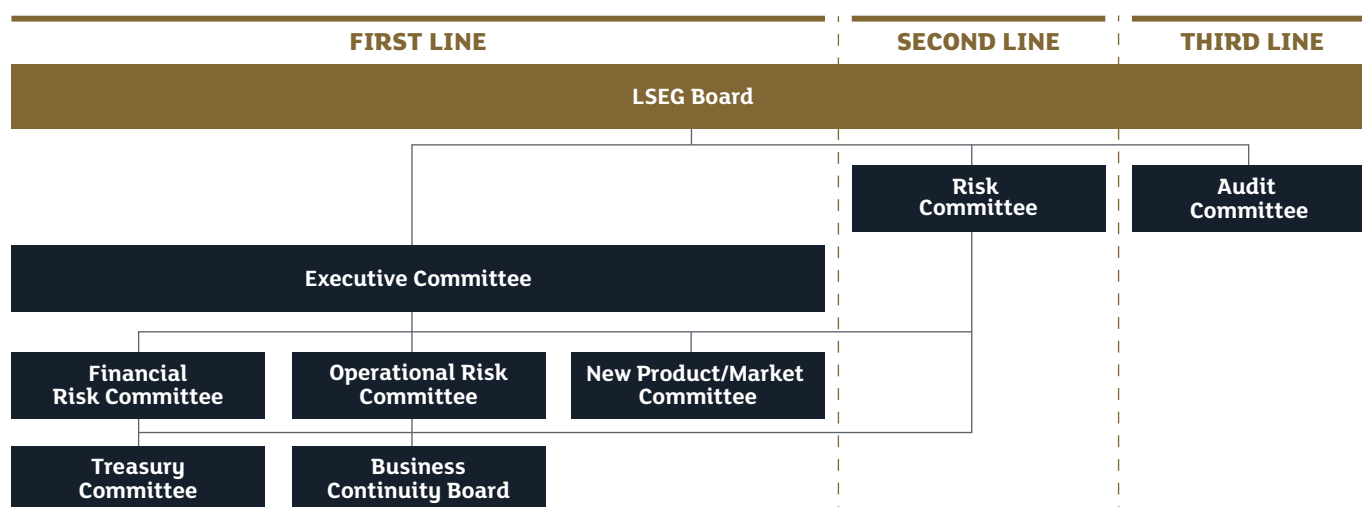 FIRST LINE
SECOND LINE
THIRD LINE
LSEG Board
Risk
Committee
Audit
Committee
Executive Committee
Financial
Risk Committee
Operational Risk
Committee
New Product/Market
Committee
Treasury
Committee
Business
Continuity Board